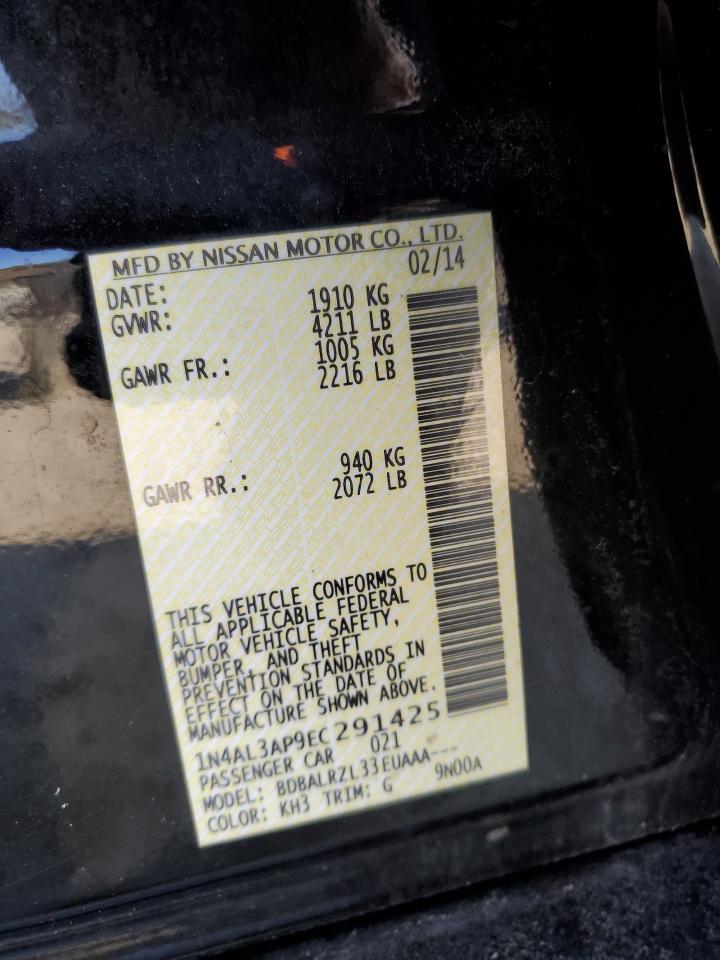 MFD BY NISSAN MOTOR CO., LTD.
DATE: 02/14
GVWR: 1910 KG
4211 LB
GAWR FR.: 1005 KG
2216 LB
GAWR RR.: 940 KG
2072 LB
THIS VEHICLE CONFORMS TO
ALL APPLICABLE FEDERAL
MOTOR VEHICLE SAFETY,
BUMPER, AND THEFT
PREVENTION STANDARDS IN
EFFECT ON THE DATE OF
MANUFACTURE SHOWN ABOVE.
1N4AL3AP9EC291425
PASSENGER CAR 021
MODEL: BDBALRZL33EUAAA---
COLOR: KH3 TRIM: G 9N00A